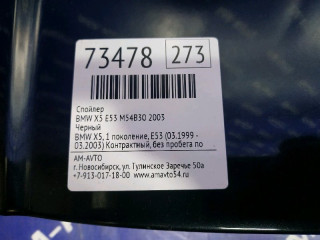 73478 273
Спойлер
BMW X5 E53 M54B30 2003
Черный
BMW X5, 1 поколение, E53 (03.1999 -
03.2003) Контрактный, без пробега по
AM-AVTO
г. Новосибирск, ул. Тулинское Заречье 50а
+7-913-017-18-00 www.amavto54.ru